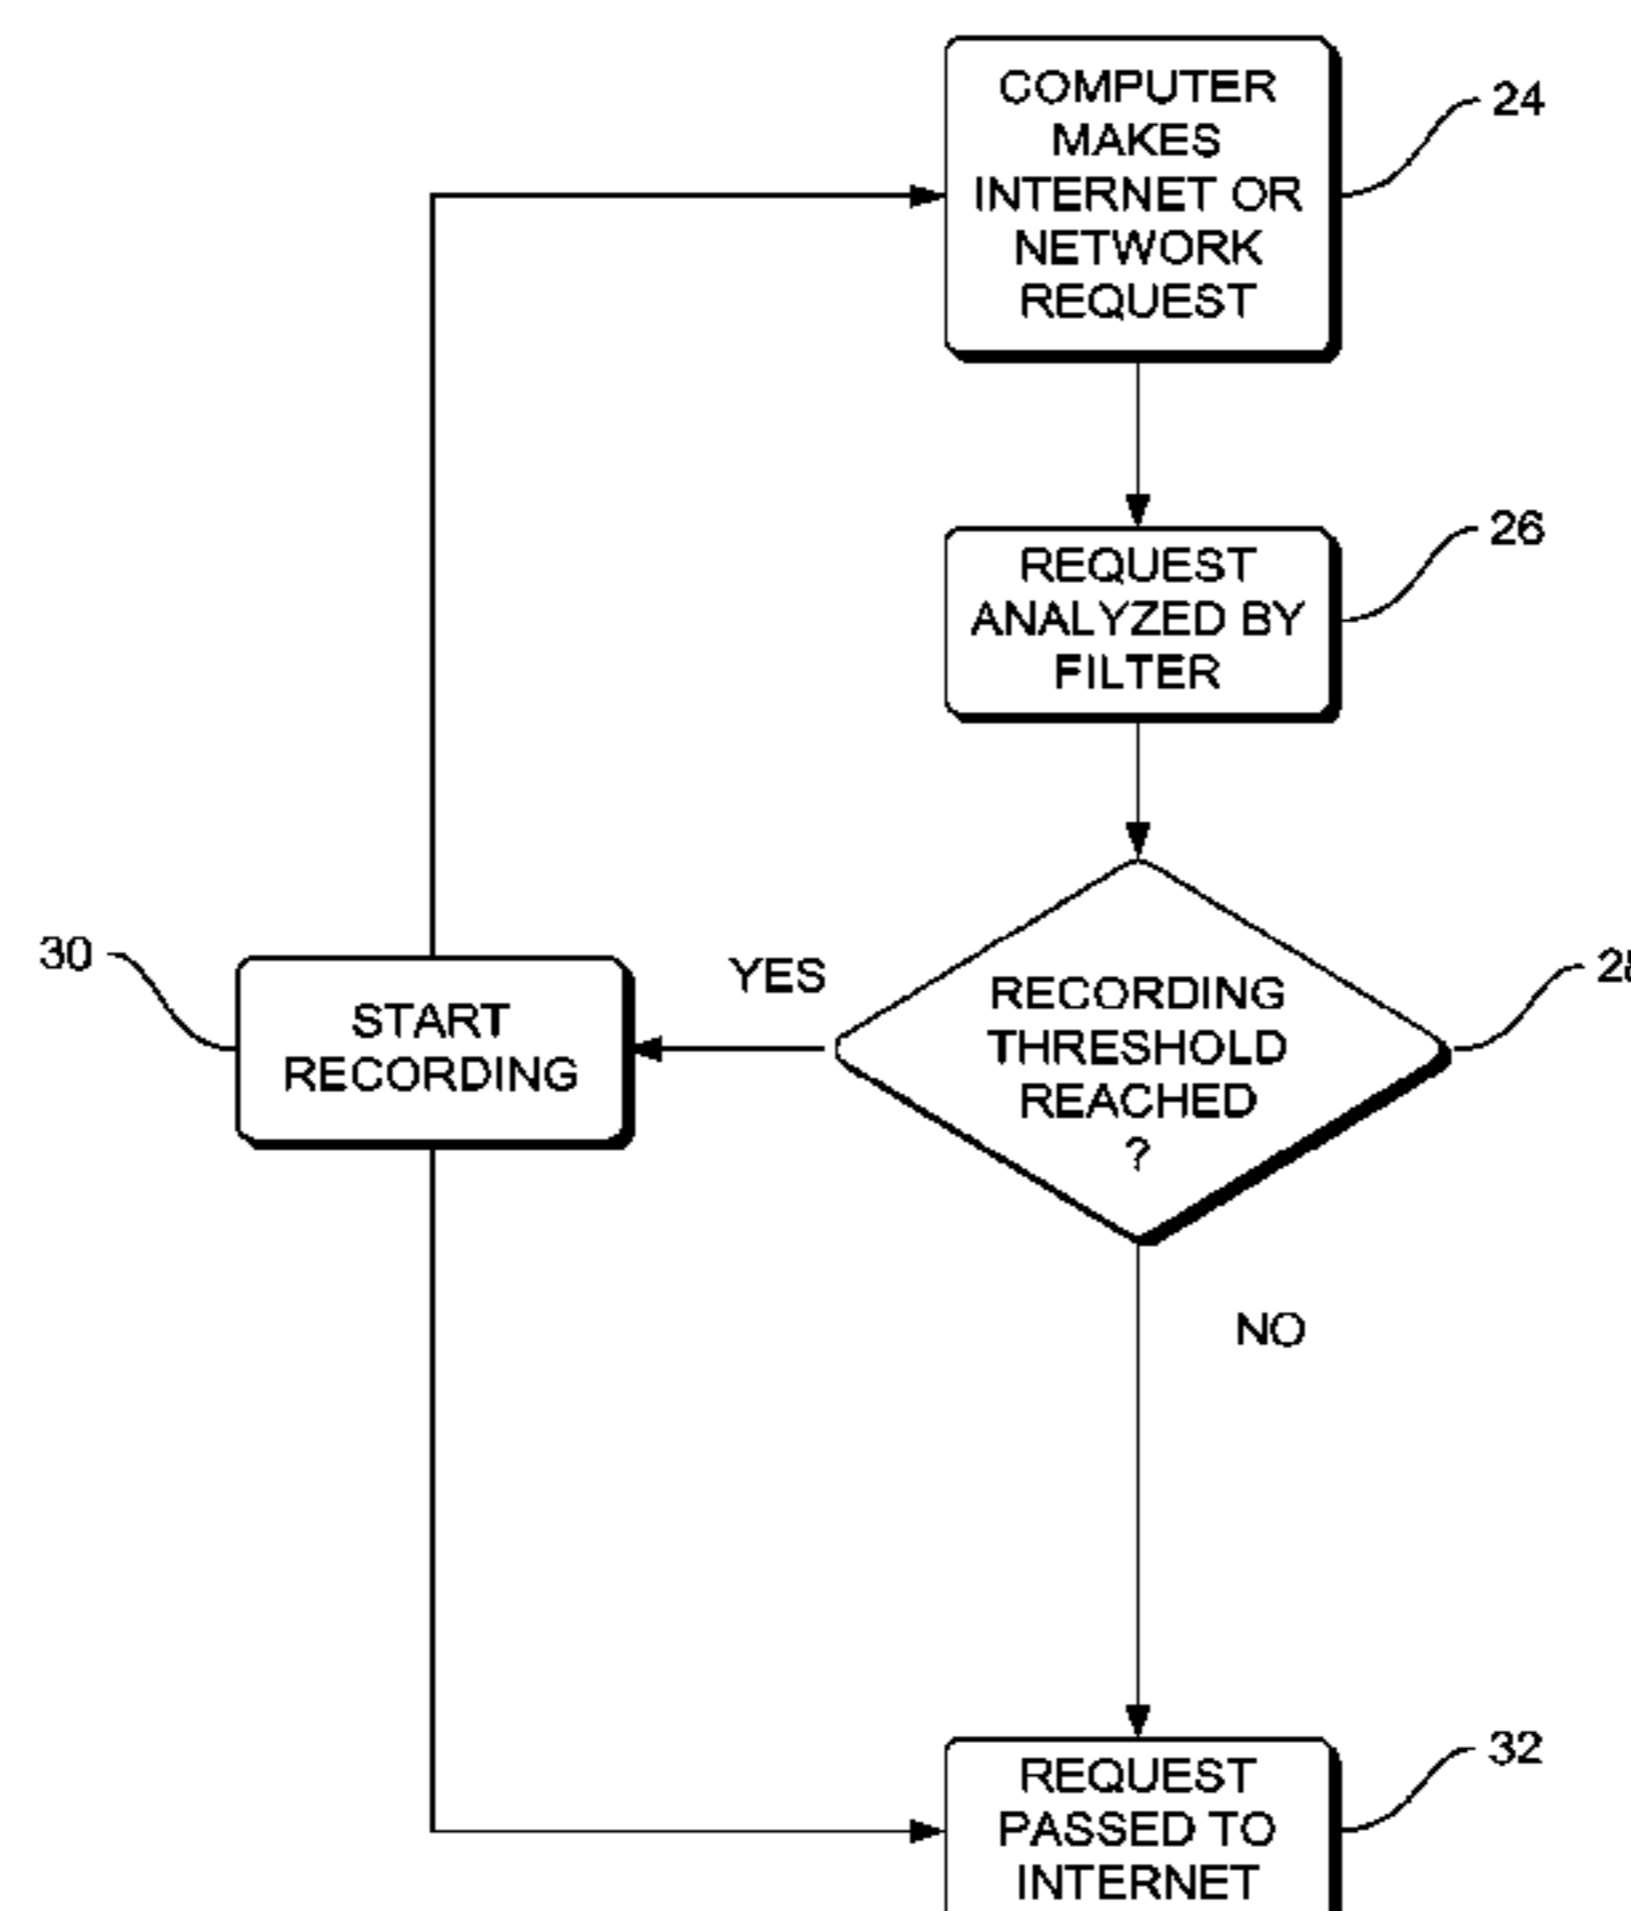 COMPUTER
MAKES
INTERNET OR
NETWORK
REQUEST
24
REQUEST
ANALYZED BY
FILTER
26
30
START
RECORDING
YES
RECORDING
THRESHOLD
REACHED
?
NO
REQUEST
PASSED TO
INTERNET
32